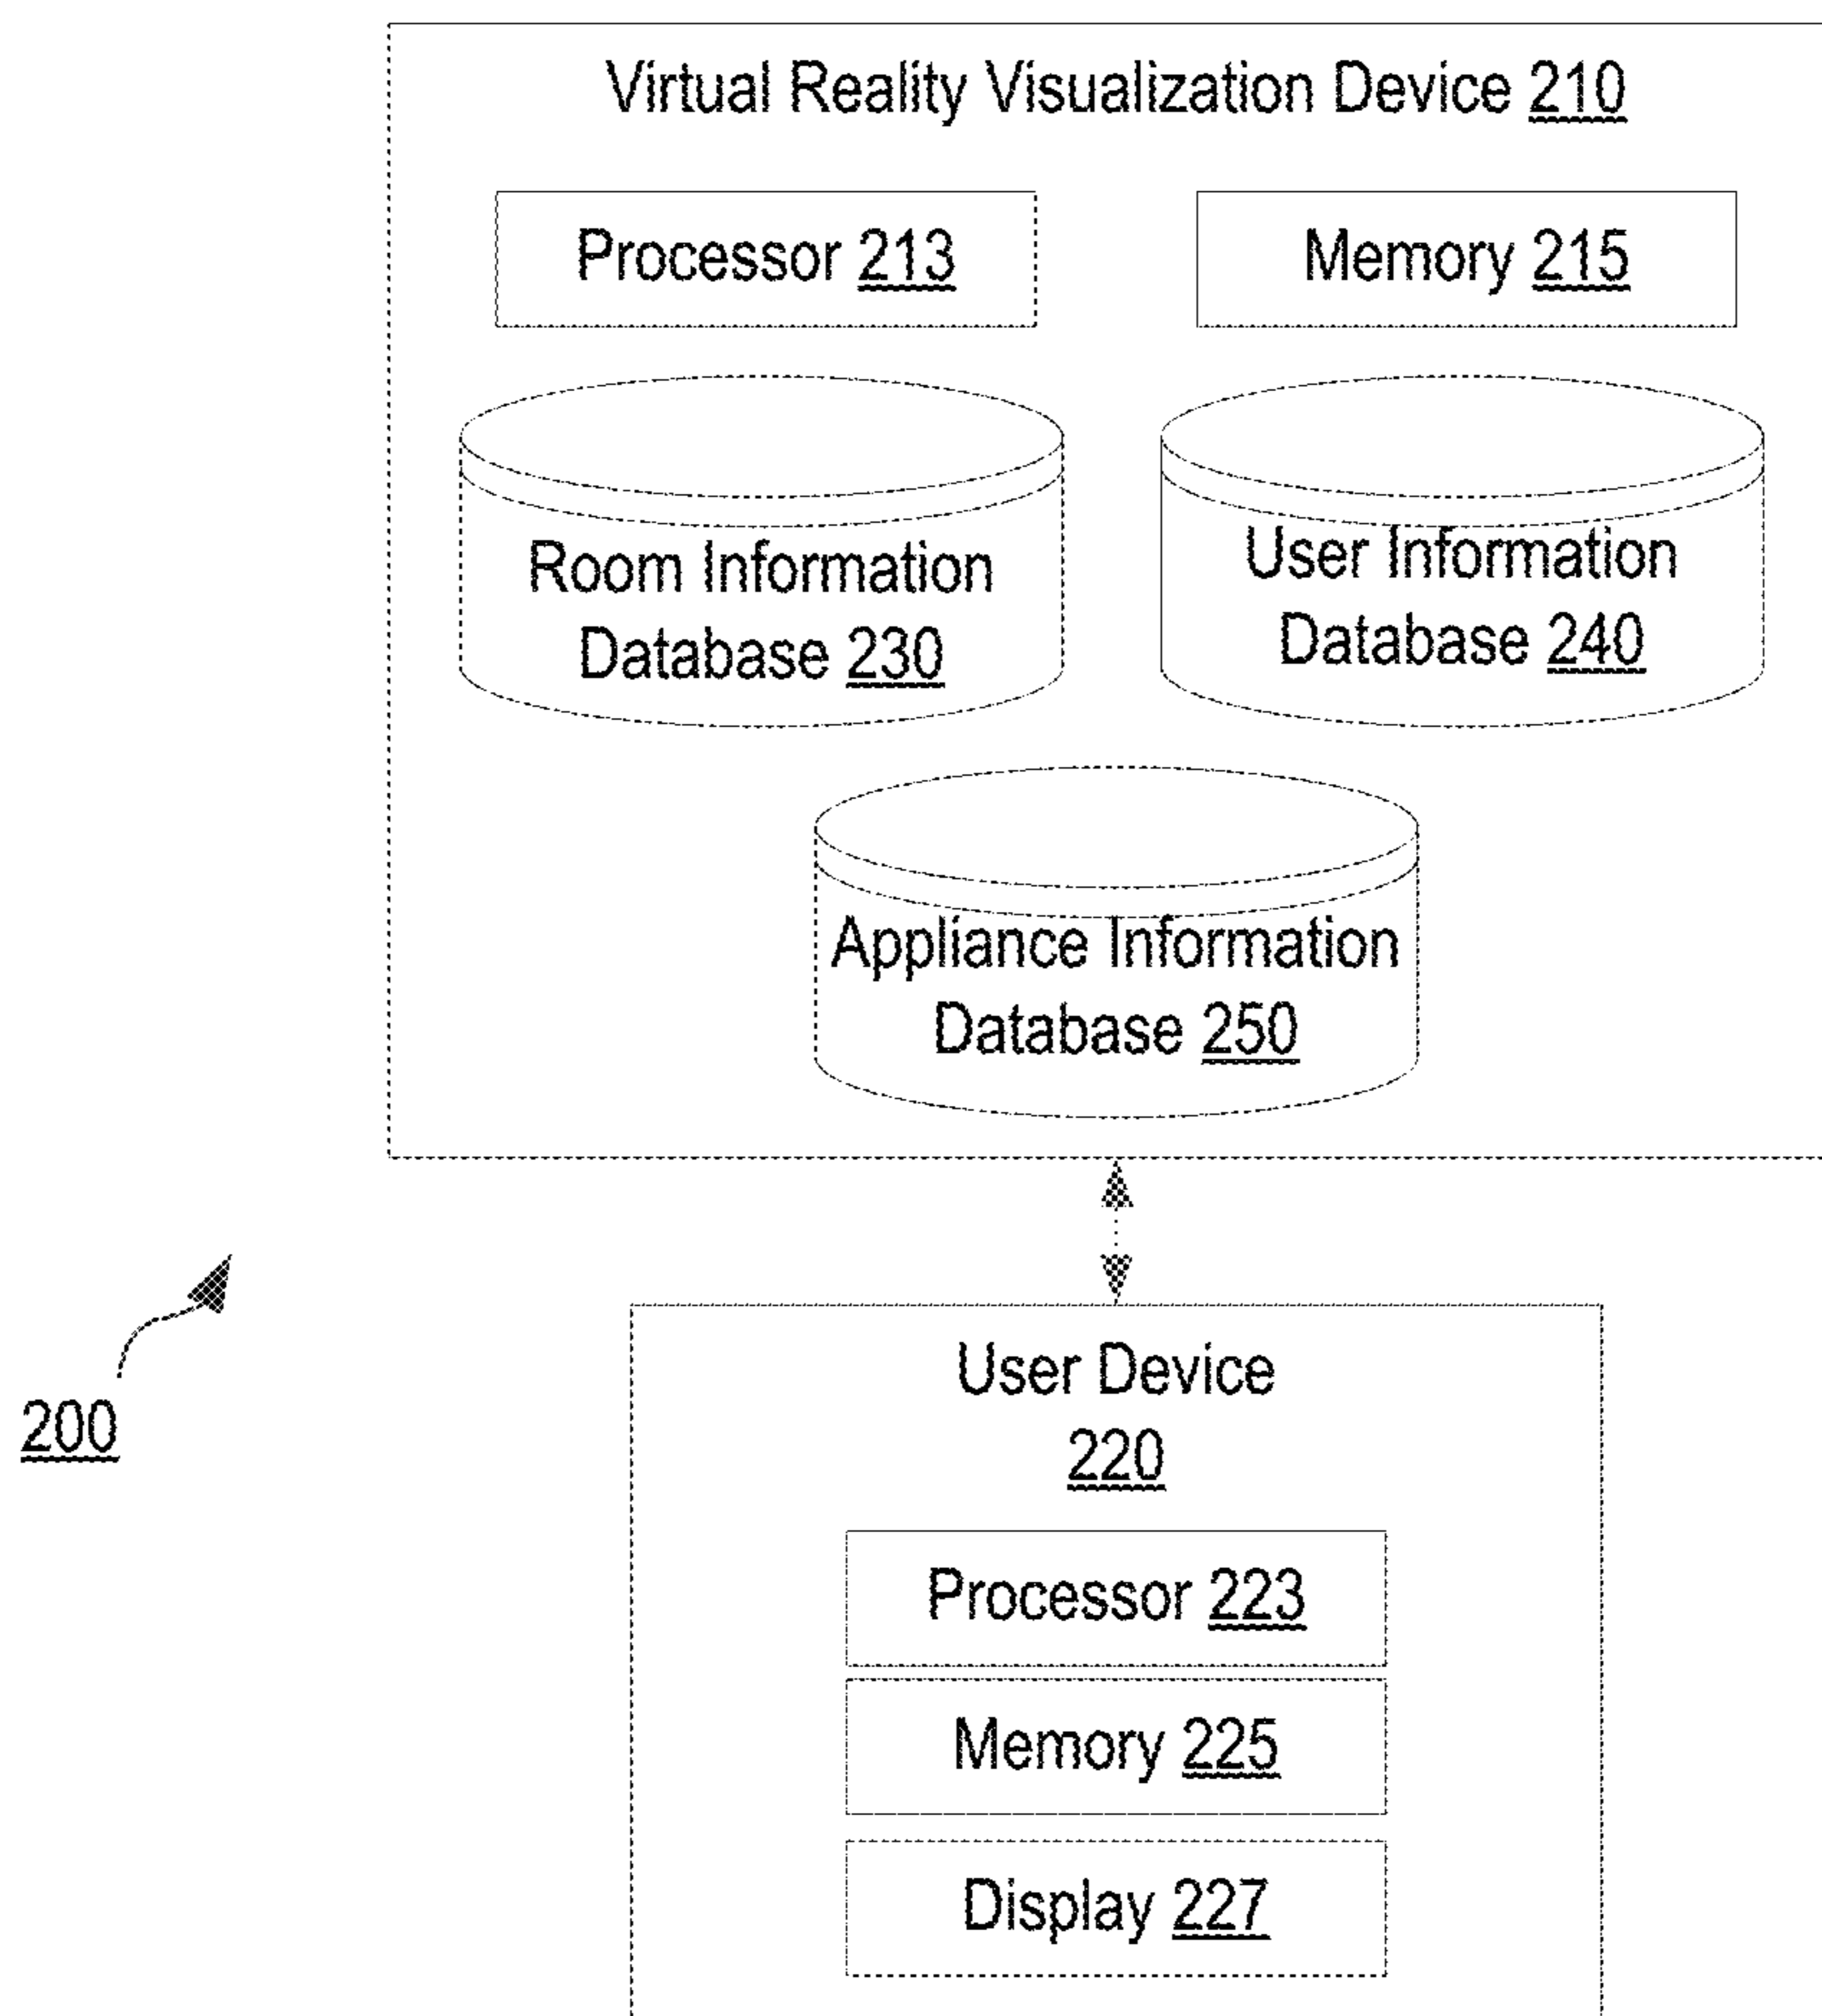 Virtual Reality Visualization Device 210
Processor 213
Memory 215
Room Information
Database 230
User Information
Database 240
Appliance Information
Database 250
200
User Device
220
Processor 223
Memory 225
Display 227